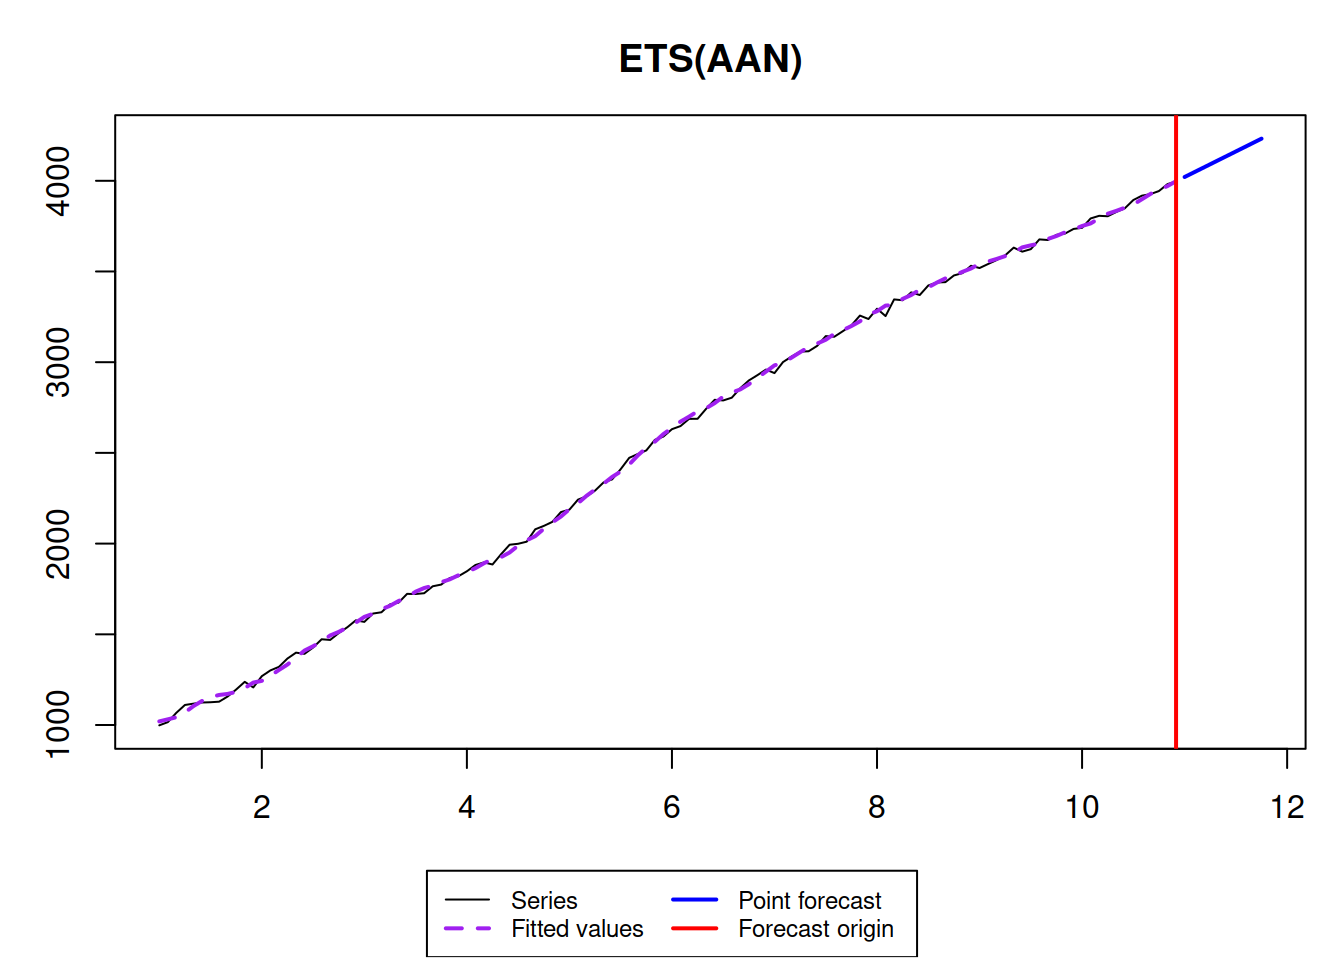 ETS(AAN)
4000
3000
2000
1000
2 4 6 8 10 12
Series Point forecast
Fitted values Forecast origin